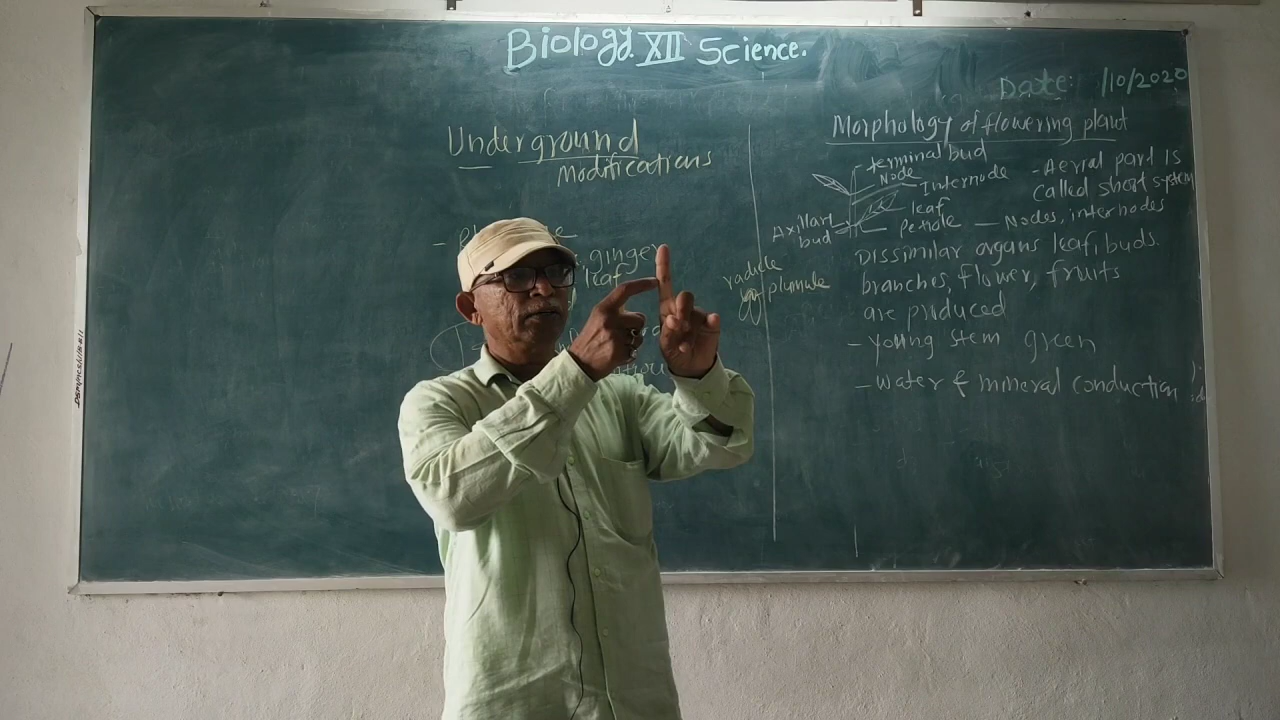 Biology XII Science.
Date: /10/2020
Underground
Modifications
ginger
leaf
radicle
plumule
Morphology of flowering plant
terminal bud
Node
Internode
leaf
Petiole
Axillary
bud
- Aerial part is
called shoot system
- Nodes, internodes
Dissimilar organs leaf, buds.
branches, flower, fruits
are produced
- young stem green
- water & mineral conduction